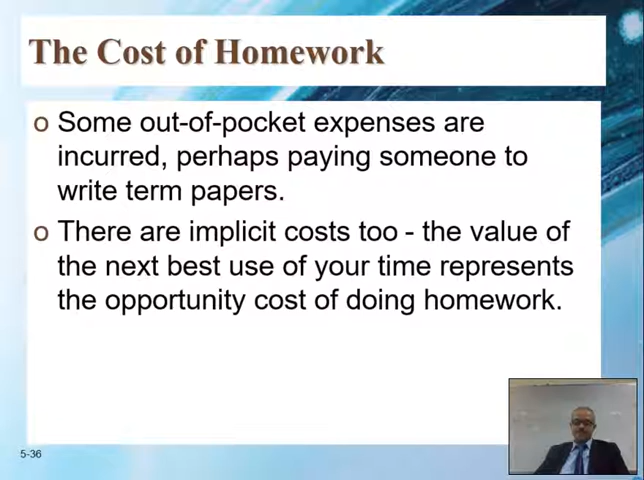 The Cost of Homework
o Some out-of-pocket expenses are
incurred, perhaps paying someone to
write term papers.
o There are implicit costs too - the value of
the next best use of your time represents
the opportunity cost of doing homework.
5-36